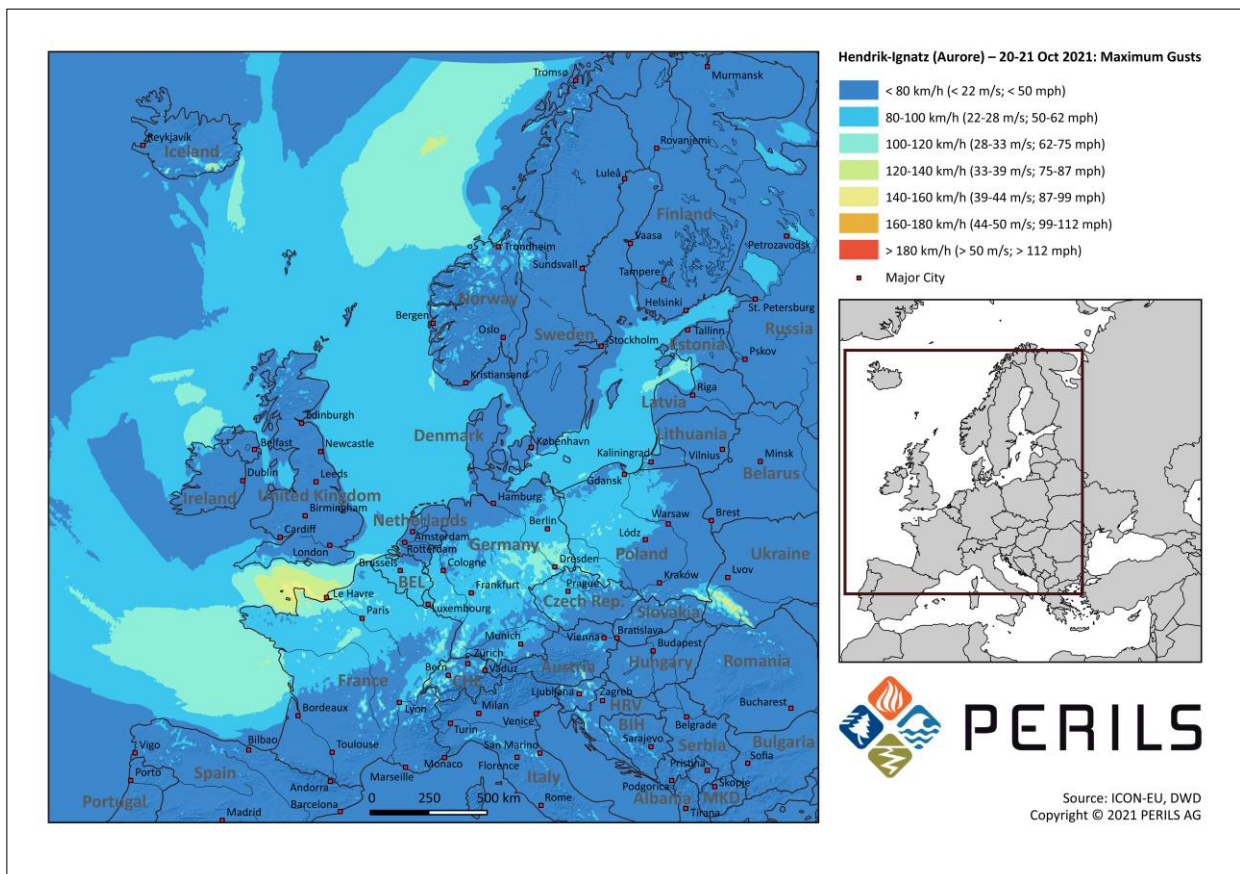 Hendrik-Ignatz (Aurore) – 20-21 Oct 2021: Maximum Gusts
< 80 km/h (< 22 m/s; < 50 mph)
80-100 km/h (22-28 m/s; 50-62 mph)
100-120 km/h (28-33 m/s; 62-75 mph)
120-140 km/h (33-39 m/s; 75-87 mph)
140-160 km/h (39-44 m/s; 87-99 mph)
160-180 km/h (44-50 m/s; 99-112 mph)
> 180 km/h (> 50 m/s; > 112 mph)
Major City
Tromsø
Murmansk
Reykjavík
Iceland
Rovaniemi
Luleå
Finland
Vaasa
Petrozavodsk
Trondheim
Sundsvall
Tampere
Norway
Helsinki
St. Petersburg
Bergen
Oslo
Sweden
Stockholm
Tallinn
Estonia
Russia
Pskov
Kristiansand
Riga
Latvia
Edinburgh
Denmark
København
Lithuania
Belfast
Newcastle
Kaliningrad
Vilnius
Minsk
Dublin
Leeds
Gdansk
Belarus
Ireland
United Kingdom
Birmingham
Hamburg
Netherlands
Berlin
Warsaw
Brest
Cardiff
Amsterdam
London
Rotterdam
Germany
Lódz
Poland
Ukraine
Brussels
BEL
Cologne
Dresden
Kraków
Lvov
Le Havre
Frankfurt
Prague
Czech Rep.
Paris
Luxembourg
Slovakia
Munich
Vienna
Bratislava
Zürich
Budapest
Bern
Vaduz
Austria
Hungary
Romania
France
CHE
Ljubljana
Zagreb
Lyon
Milan
HRV
Bordeaux
Turin
Venice
BIH
Belgrade
Bucharest
Vigo
Bilbao
Toulouse
San Marino
Sarajevo
Serbia
Bulgaria
Monaco
Florence
Pristina
Sofia
Porto
Spain
Marseille
Italy
Podgorica
Skopje
Andorra
Portugal
Barcelona
Rome
Albania
MKD
Madrid
Tirana
0 250 500 km
PERILS
Source: ICON-EU, DWD
Copyright © 2021 PERILS AG